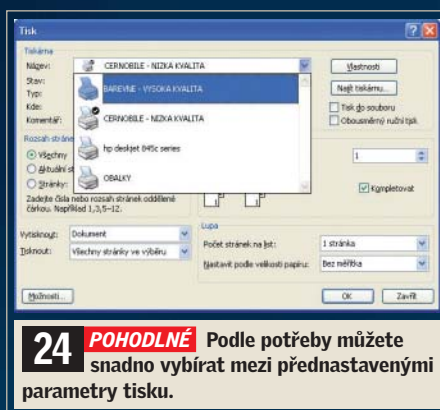 Tisk
Tiskárna
Název: CERNOBILE - NIZKA KVALITA
Vlastnosti
Stav:
BAREVNE - VYSOKA KVALITA
Typ:
Najít tiskárnu...
Kde:
CERNOBILE - NIZKA KVALITA
Tisk do souboru
Komentář:
Obousměrný ruční tisk
Rozsah stráne
hp deskjet 845c series
Všechny
1
Aktuální st
OBALKY
Kompletovat
Stránky:
Zadejte čísla nebo rozsah stránek oddělené
čárkou. Například 1,3,5–12.
Vytisknout: Dokument
Lupa
Tisknout: Všechny stránky ve výběru
Počet stránek na list: 1 stránka
Nastavit podle velikosti papíru: Bez měřítka
Možnosti...
OK
Zavřít
24 POHODLNÉ Podle potřeby můžete
snadno vybírat mezi přednastavenými
parametry tisku.